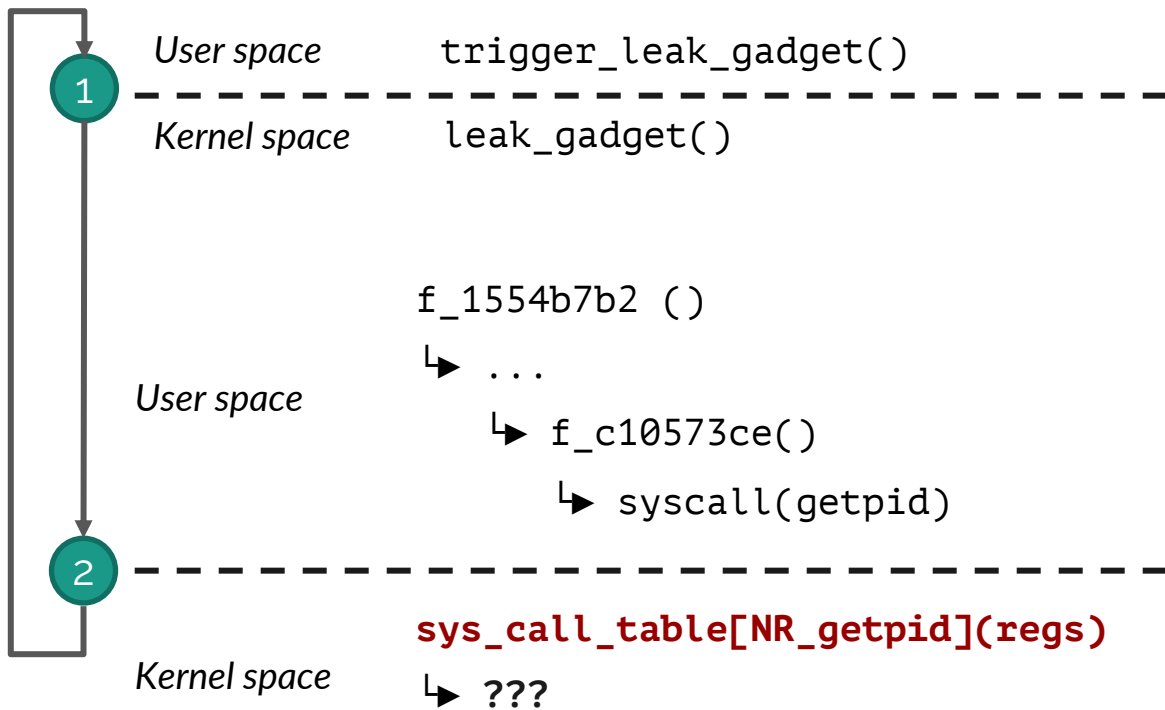 User space trigger_leak_gadget()
1
Kernel space leak_gadget()
f_1554b7b2 ()
...
User space
f_c10573ce()
syscall(getpid)
2
sys_call_table[NR_getpid](regs)
Kernel space
???